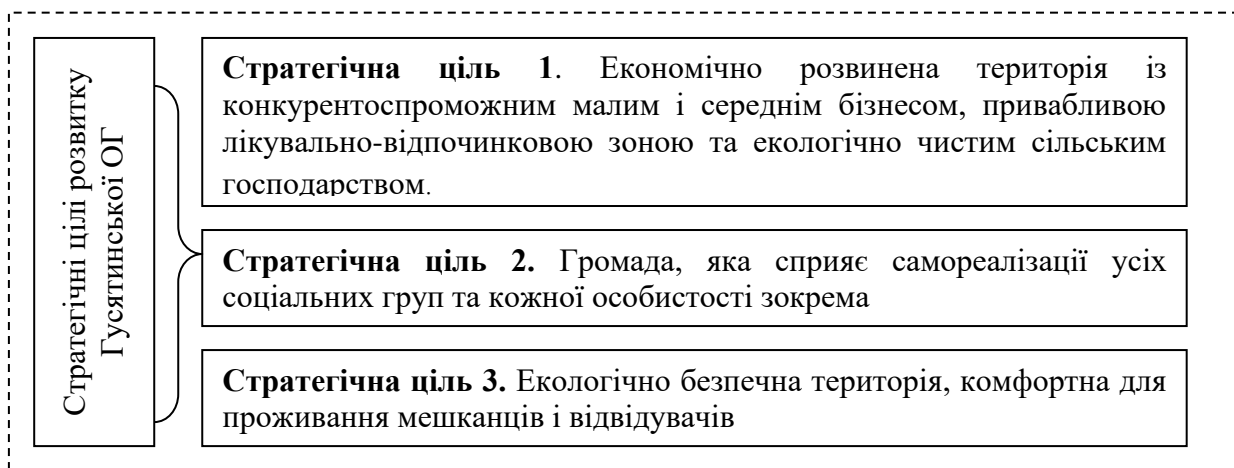 Стратегічні цілі розвитку
Гусятинської ОГ
Стратегічна ціль 1. Економічно розвинена територія із
конкурентоспроможним малим і середнім бізнесом, привабливою
лікувально-відпочинковою зоною та екологічно чистим сільським
господарством.
Стратегічна ціль 2. Громада, яка сприяє самореалізації усіх
соціальних груп та кожної особистості зокрема
Стратегічна ціль 3. Екологічно безпечна територія, комфортна для
проживання мешканців і відвідувачів